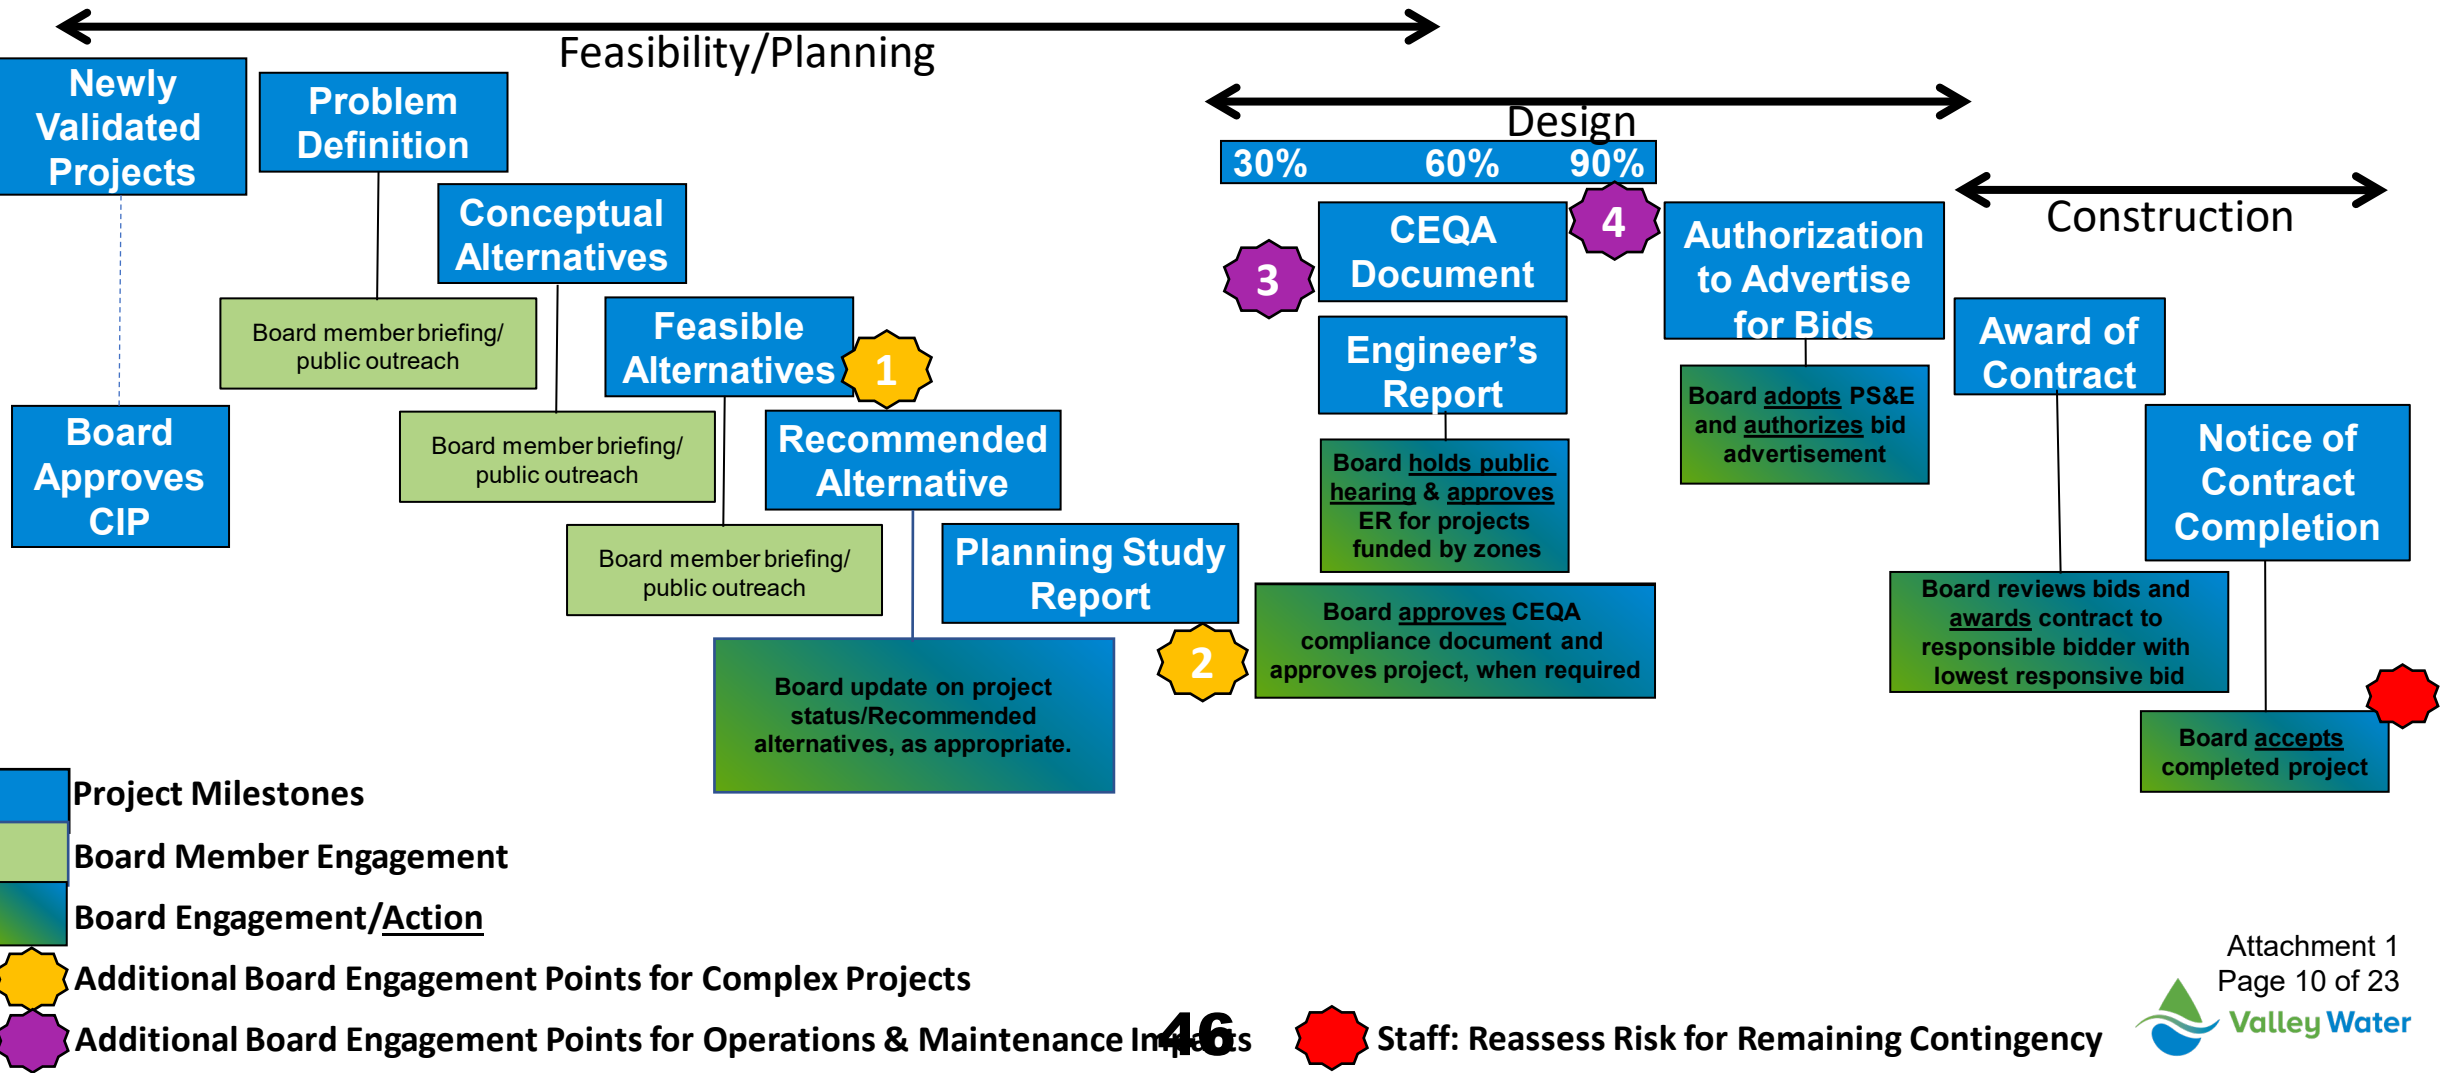 Feasibility/Planning
Newly
Validated
Projects
Board
Approves
CIP
Problem
Definition
Board member briefing/
public outreach
Conceptual
Alternatives
Board member briefing/
public outreach
Feasible
Alternatives
1
Board member briefing/
public outreach
Recommended
Alternative
Board update on project
status/Recommended
alternatives, as appropriate.
Planning Study
Report
2
Design
30% 60% 90%
3
CEQA
Document
4
Engineer’s
Report
Board holds public
hearing & approves
ER for projects
funded by zones
Board approves CEQA
compliance document and
approves project, when required
Authorization
to Advertise
for Bids
Board adopts PS&E
and authorizes bid
advertisement
Construction
Award of
Contract
Board reviews bids and
awards contract to
responsible bidder with
lowest responsive bid
Notice of
Contract
Completion
Board accepts
completed project
Project Milestones
Board Member Engagement
Board Engagement/Action
Additional Board Engagement Points for Complex Projects
Additional Board Engagement Points for Operations & Maintenance Impacts
46
Staff: Reassess Risk for Remaining Contingency
Attachment 1
Page 10 of 23
Valley Water